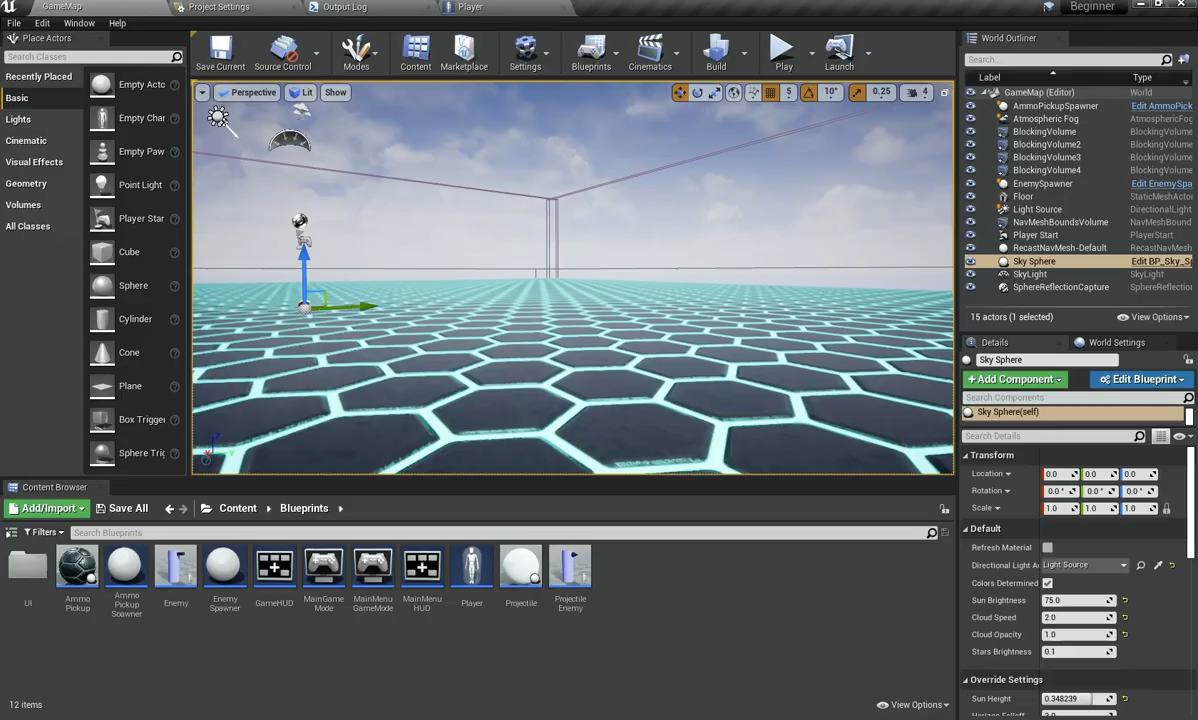 GameMap
Project Settings
Output Log
Player
Beginner
File Edit Window Help
Place Actors
Search Classes
Recently Placed
Basic
Lights
Cinematic
Visual Effects
Geometry
Volumes
All Classes
Empty Acto
Empty Char
Empty Paw
Point Light
Player Star
Cube
Sphere
Cylinder
Cone
Plane
Box Trigger
Sphere Trig
Save Current
Source Control
Modes
Content
Marketplace
Settings
Blueprints
Cinematics
Build
Play
Launch
Perspective
Lit
Show
5
10°
0.25
4
World Outliner
Search...
Label Type
GameMap (Editor) World
AmmoPickupSpawner Edit AmmoPick
Atmospheric Fog AtmosphericFog
BlockingVolume BlockingVolume
BlockingVolume2 BlockingVolume
BlockingVolume3 BlockingVolume
BlockingVolume4 BlockingVolume
EnemySpawner Edit EnemySpa
Floor StaticMeshActor
Light Source DirectionalLight
NavMeshBoundsVolume NavMeshBound
Player Start PlayerStart
RecastNavMesh-Default RecastNavMesh
Sky Sphere Edit BP_Sky_Sp
SkyLight SkyLight
SphereReflectionCapture SphereReflection
15 actors (1 selected)
View Options
Details
World Settings
Sky Sphere
+ Add Component
Edit Blueprint
Search Components
Sky Sphere(self)
Search Details
Transform
Location 0.0 0.0 0.0
Rotation 0.0 ° 0.0 ° 0.0 °
Scale 1.0 1.0 1.0
Default
Refresh Material
Directional Light A Light Source
Colors Determined
Sun Brightness 75.0
Cloud Speed 2.0
Cloud Opacity 1.0
Stars Brightness 0.1
Override Settings
Sun Height 0.348239
Content Browser
Add/Import
Save All
Content
Blueprints
Filters
Search Blueprints
UI
Ammo Pickup
Ammo Pickup Spawner
Enemy
Enemy Spawner
GameHUD
MainGame Mode
MainMenu GameMode
MainMenu HUD
Player
Projectile
Projectile Enemy
12 items
View Options